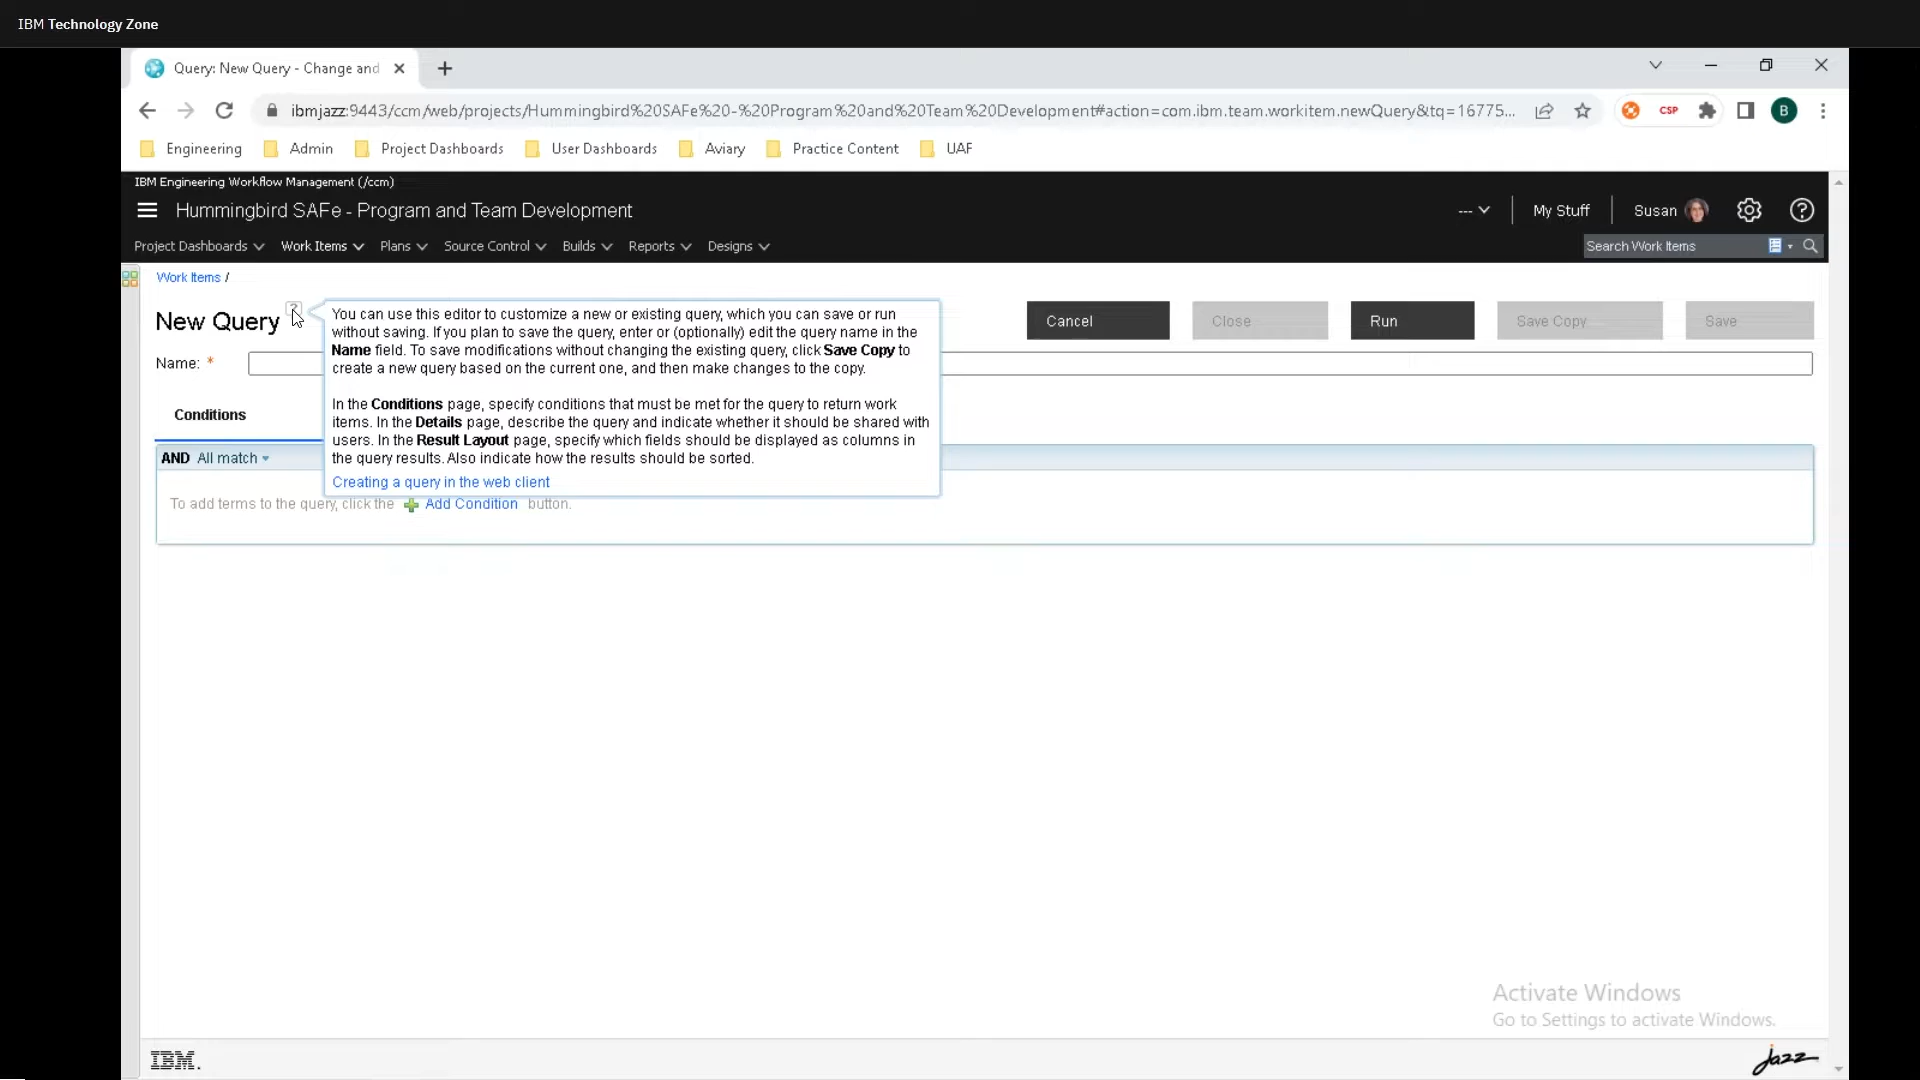 IBM Technology Zone
Query: New Query - Change and
ibmjazz:9443/ccm/web/projects/Hummingbird%20SAFe%20-%20Program%20and%20Team%20Development#action=com.ibm.team.workitem.newQuery&tq=16775...
CSP
B
Engineering Admin Project Dashboards User Dashboards Aviary Practice Content UAF
IBM Engineering Workflow Management (/ccm)
Hummingbird SAFe - Program and Team Development
--- My Stuff Susan
Project Dashboards Work Items Plans Source Control Builds Reports Designs Search Work Items
Work Items /
New Query ?
Cancel Close Run Save Copy Save
Name: *
You can use this editor to customize a new or existing query, which you can save or run
without saving. If you plan to save the query, enter or (optionally) edit the query name in the
Name field. To save modifications without changing the existing query, click Save Copy to
create a new query based on the current one, and then make changes to the copy.
In the Conditions page, specify conditions that must be met for the query to return work
items. In the Details page, describe the query and indicate whether it should be shared with
users. In the Result Layout page, specify which fields should be displayed as columns in
the query results. Also indicate how the results should be sorted.
Creating a query in the web client
Conditions
AND All match
To add terms to the query, click the Add Condition button.
Activate Windows
Go to Settings to activate Windows.
IBM.
jazz